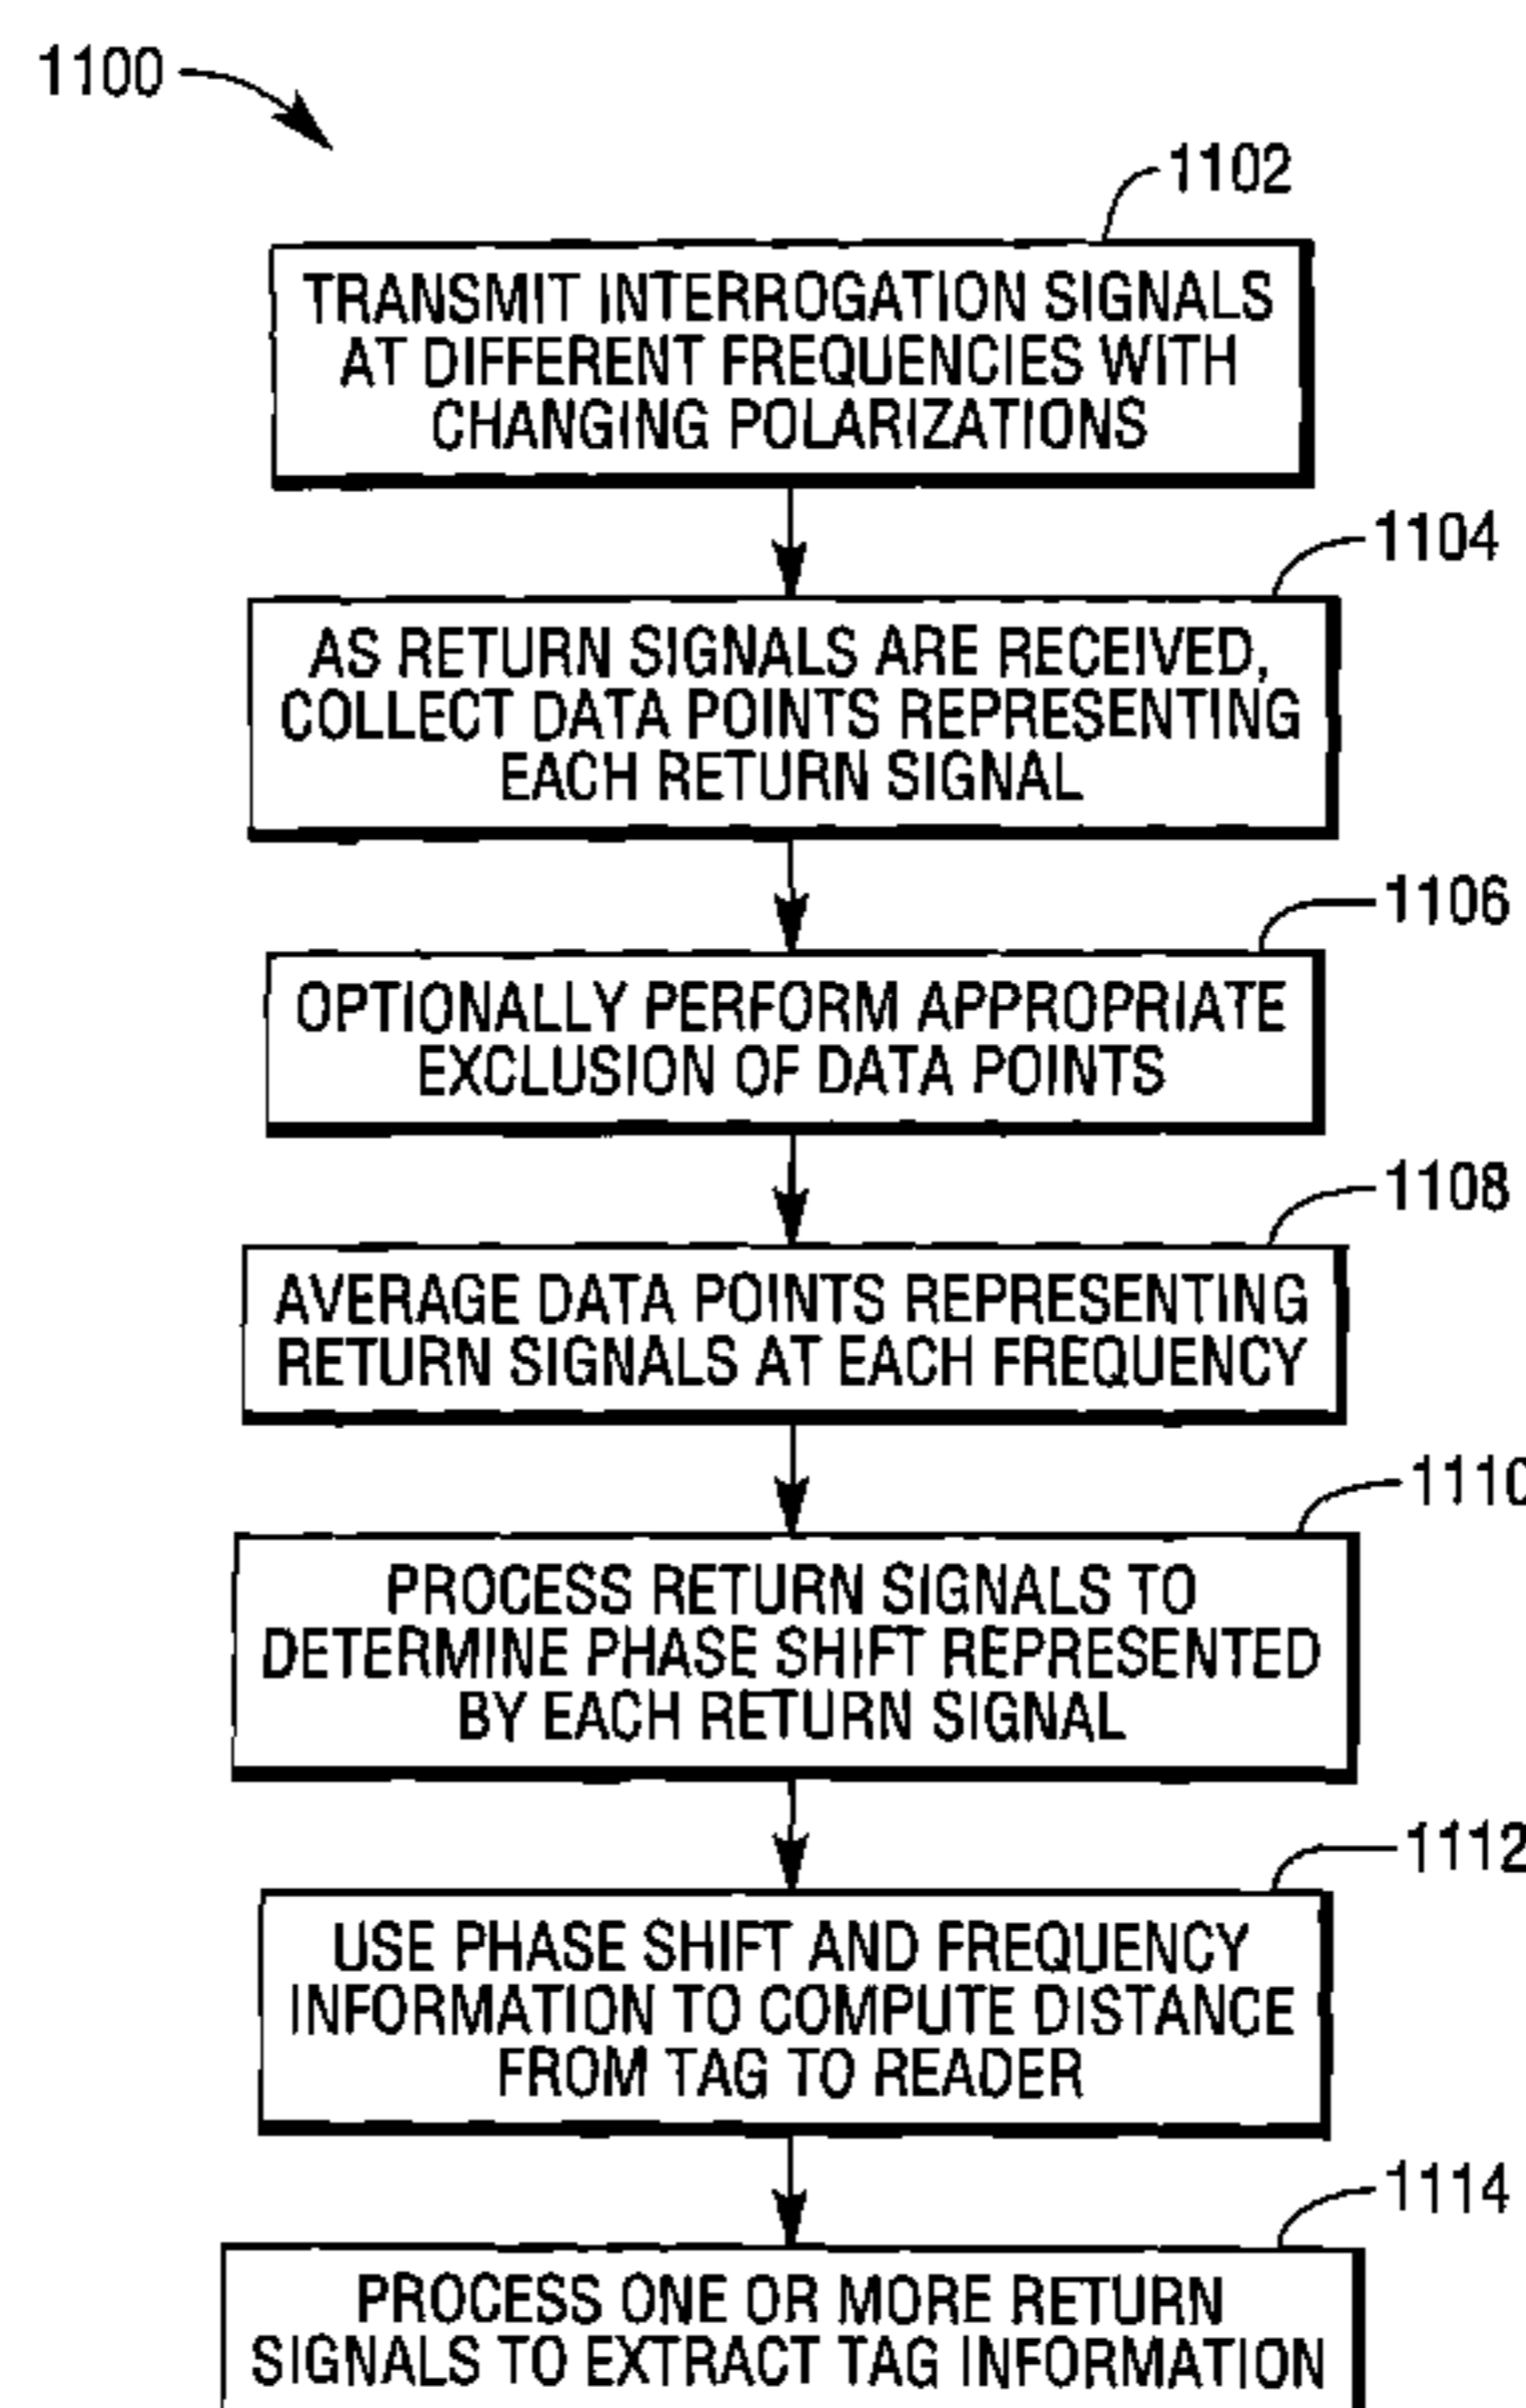 1100
1102
TRANSMIT INTERROGATION SIGNALS
AT DIFFERENT FREQUENCIES WITH
CHANGING POLARIZATIONS
1104
AS RETURN SIGNALS ARE RECEIVED,
COLLECT DATA POINTS REPRESENTING
EACH RETURN SIGNAL
1106
OPTIONALLY PERFORM APPROPRIATE
EXCLUSION OF DATA POINTS
1108
AVERAGE DATA POINTS REPRESENTING
RETURN SIGNALS AT EACH FREQUENCY
1110
PROCESS RETURN SIGNALS TO
DETERMINE PHASE SHIFT REPRESENTED
BY EACH RETURN SIGNAL
1112
USE PHASE SHIFT AND FREQUENCY
INFORMATION TO COMPUTE DISTANCE
FROM TAG TO READER
1114
PROCESS ONE OR MORE RETURN
SIGNALS TO EXTRACT TAG INFORMATION